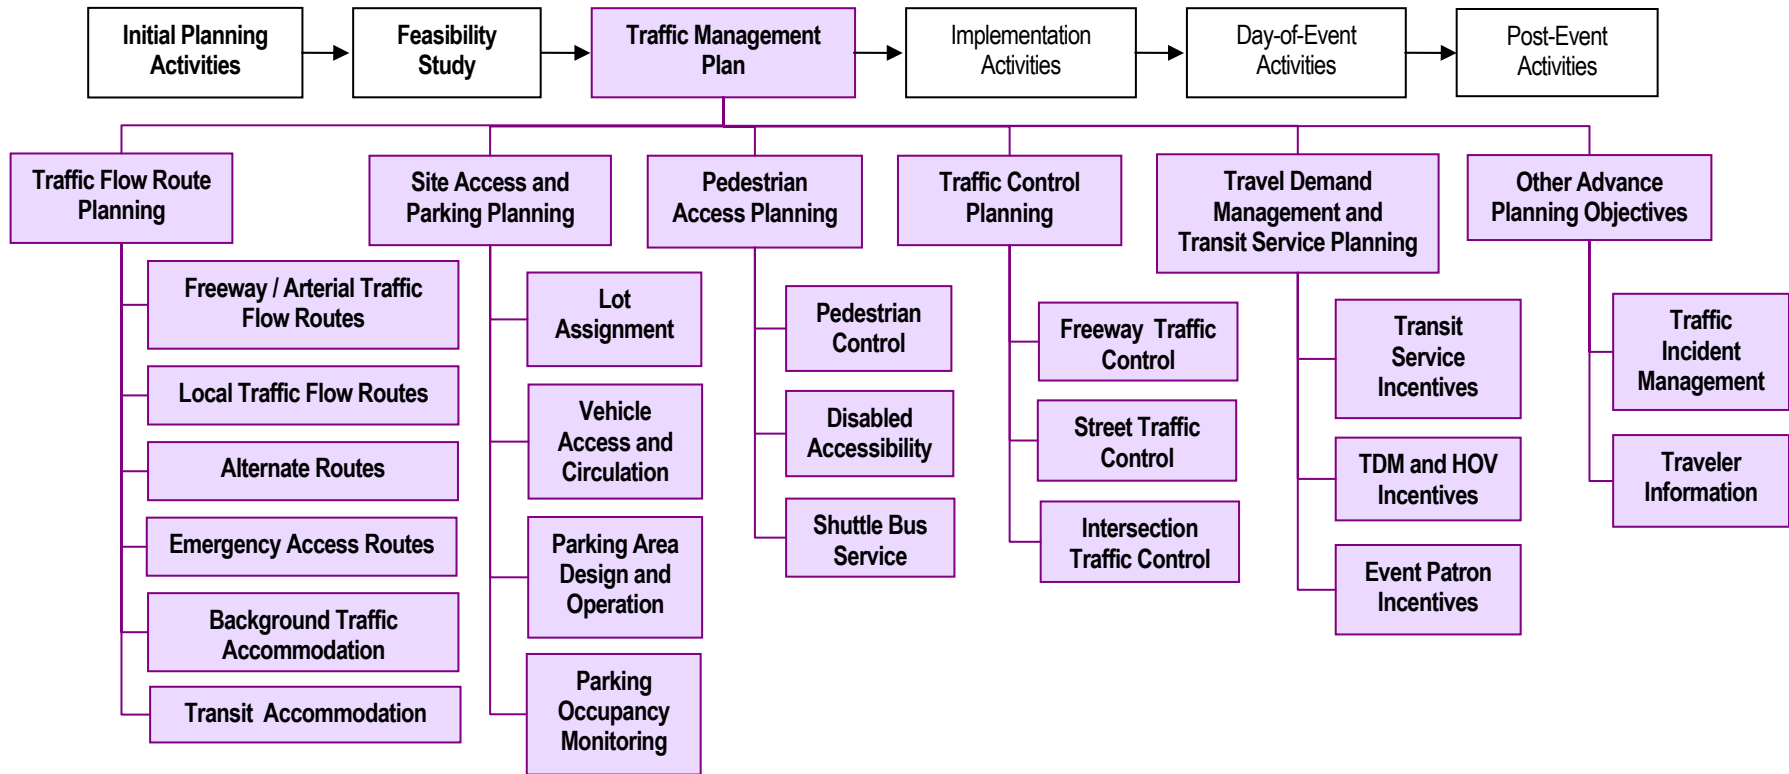 Initial Planning
Activities
Feasibility
Study
Traffic Management
Plan
Implementation
Activities
Day-of-Event
Activities
Post-Event
Activities
Traffic Flow Route
Planning
Site Access and
Parking Planning
Pedestrian
Access Planning
Traffic Control
Planning
Travel Demand
Management and
Transit Service Planning
Other Advance
Planning Objectives
Freeway / Arterial Traffic
Flow Routes
Local Traffic Flow Routes
Alternate Routes
Emergency Access Routes
Background Traffic
Accommodation
Transit Accommodation
Lot
Assignment
Vehicle
Access and
Circulation
Parking Area
Design and
Operation
Parking
Occupancy
Monitoring
Pedestrian
Control
Disabled
Accessibility
Shuttle Bus
Service
Freeway Traffic
Control
Street Traffic
Control
Intersection
Traffic Control
Transit
Service
Incentives
TDM and HOV
Incentives
Event Patron
Incentives
Traffic
Incident
Management
Traveler
Information